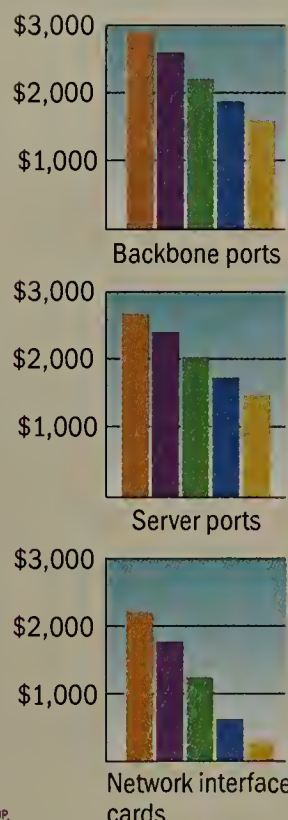 $3,000
$2,000
$1,000
Backbone ports
$3,000
$2,000
$1,000
Server ports
$3,000
$2,000
$1,000
Network interface
cards